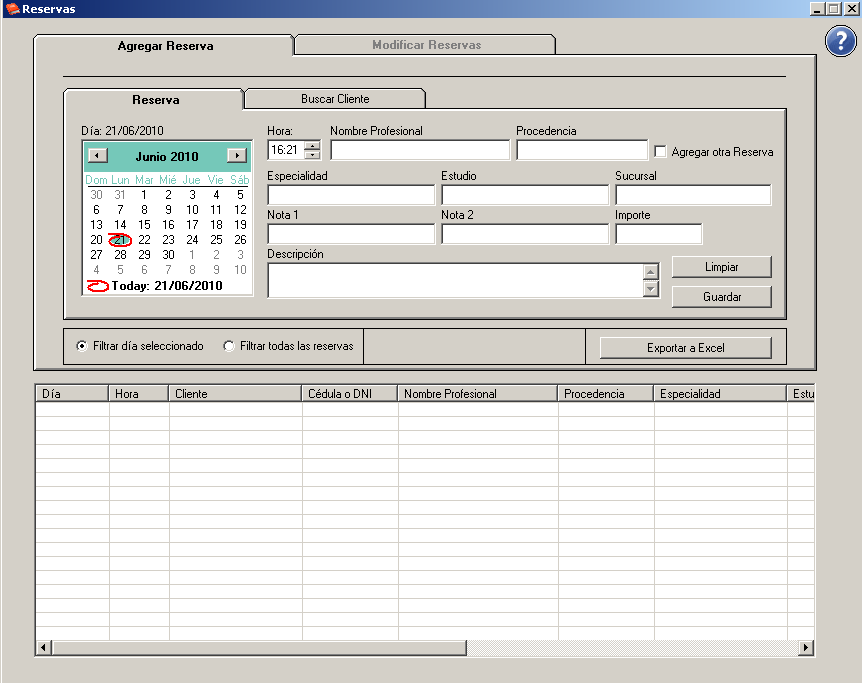 Reservas
Agregar Reserva
Modificar Reservas
?
Reserva
Buscar Cliente
Día: 21/06/2010
Hora:
Nombre Profesional
Procedencia
16:21
Agregar otra Reserva
Junio 2010
Dom Lun Mar Mié Jue Vie Sáb
30 31 1 2 3 4 5
6 7 8 9 10 11 12
13 14 15 16 17 18 19
20 21 22 23 24 25 26
27 28 29 30 1 2 3
4 5 6 7 8 9 10
Today: 21/06/2010
Especialidad
Estudio
Sucursal
Nota 1
Nota 2
Importe
Descripción
Limpiar
Guardar
Filtrar día seleccionado
Filtrar todas las reservas
Exportar a Excel
Día Hora Cliente Cédula o DNI Nombre Profesional Procedencia Especialidad Estu